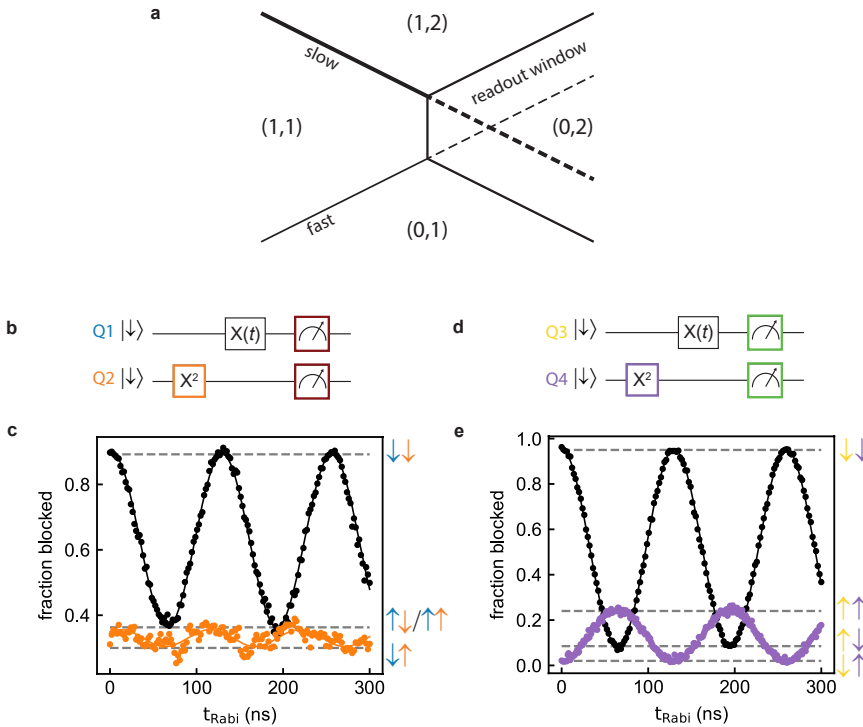 a
(1,2)
slow
readout window
(1,1)
(0,2)
fast
(0,1)
b
Q1 |↓⟩ X(t)
Q2 |↓⟩ X²
d
Q3 |↓⟩ X(t)
Q4 |↓⟩ X²
c
fraction blocked
0.8
0.6
0.4
0 100 200 300
tRabi (ns)
↓↓
↑↓/↑↑
↓↑
e
fraction blocked
1.0
0.8
0.6
0.4
0.2
0.0
0 100 200 300
tRabi (ns)
↓↓
↑↑
↑↓
↓↑